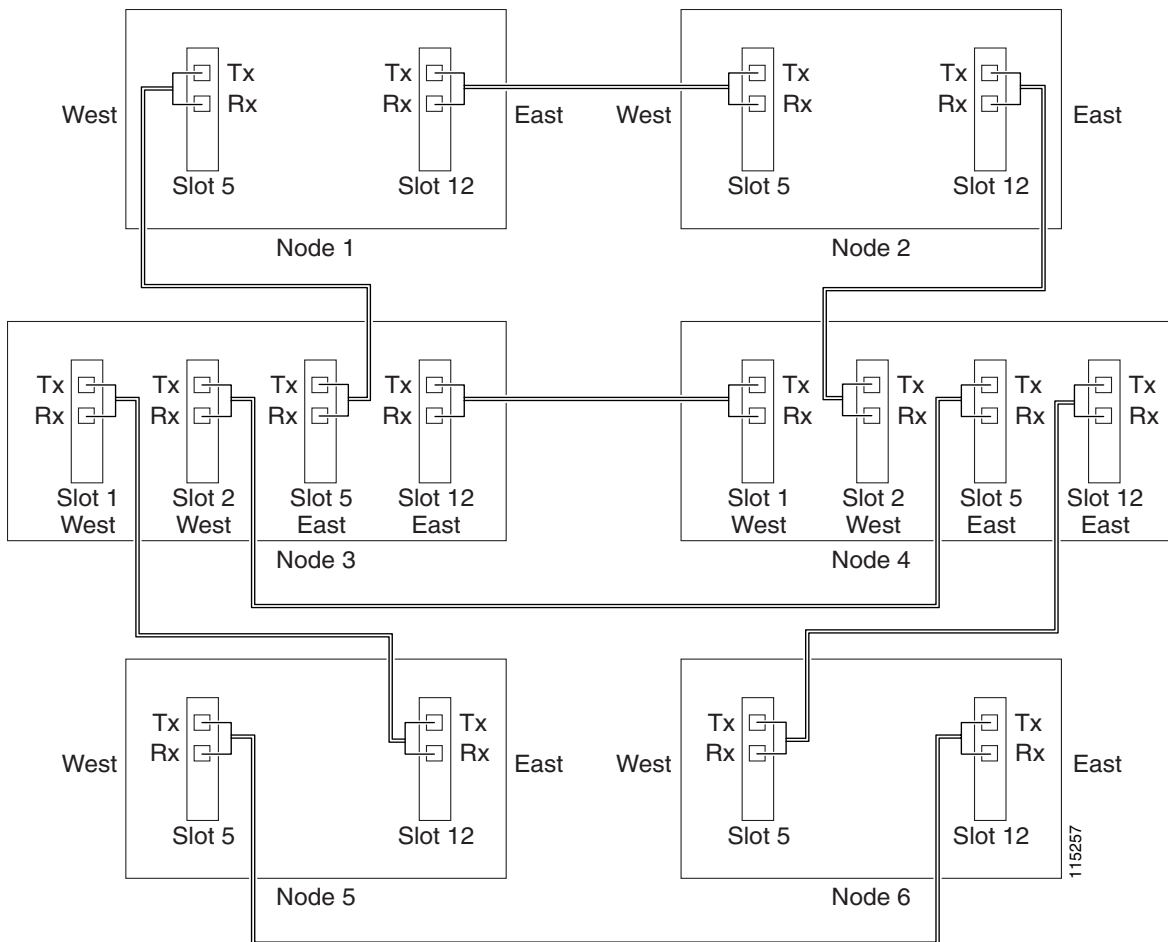 Tx Tx Tx Tx
Rx Rx Rx Rx
West East West East
Slot 5 Slot 12 Slot 5 Slot 12
Node 1 Node 2
Tx Tx Tx Tx Tx Tx Tx Tx
Rx Rx Rx Rx Rx Rx Rx Rx
Slot 1 Slot 2 Slot 5 Slot 12 Slot 1 Slot 2 Slot 5 Slot 12
West West East East West West East East
Node 3 Node 4
Tx Tx Tx Tx
Rx Rx Rx Rx
West East West East
Slot 5 Slot 12 Slot 5 Slot 12
115257
Node 5 Node 6